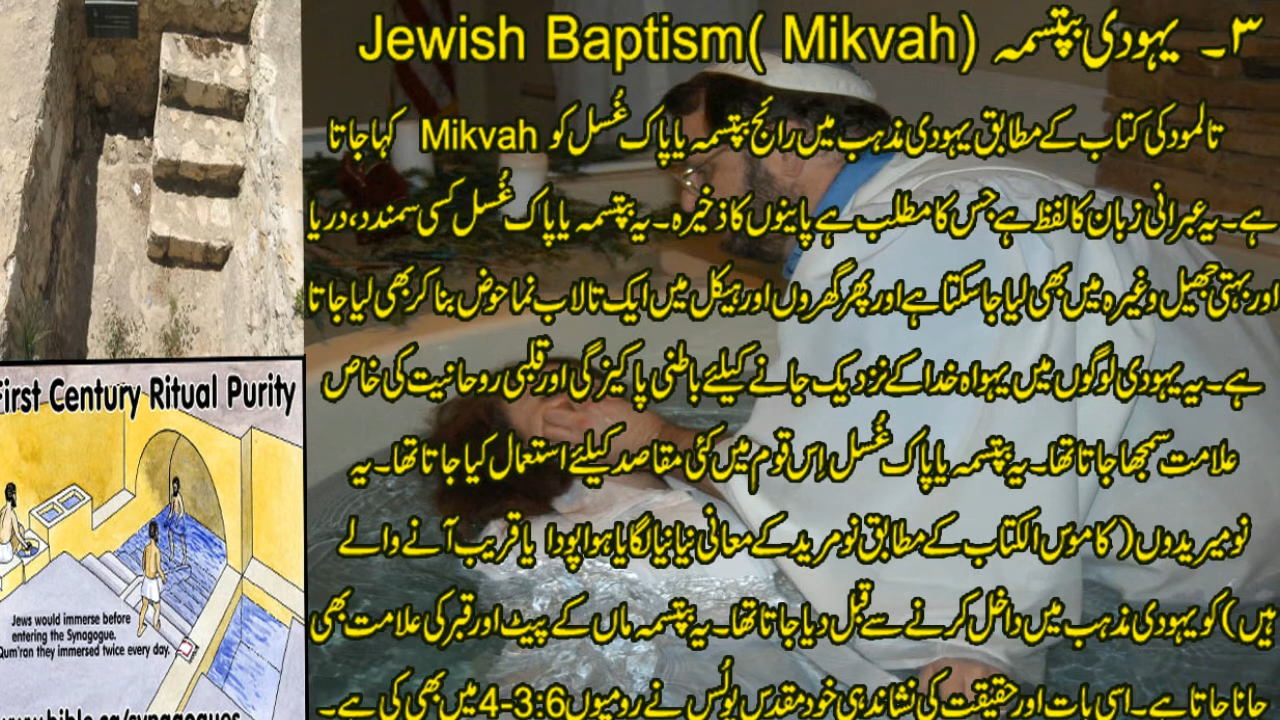 ۳۔ یہودی بپتسمہ Jewish Baptism( Mikvah)
تالمود کی کتاب کے مطابق یہودی مذہب میں رائج بپتسمہ یا پاک غُسل کو Mikvah کہا جاتا
ہے۔ یہ عبرانی زبان کا لفظ ہے جس کا مطلب ہے پاینوں کا ذخیرہ۔ یہ بپتسمہ یا پاک غُسل کسی سمندد، دریا
اور بہتی جھیل وغیرہ میں بھی لیا جاسکتا ہے اور پھر گھروں اور ہیکل میں ایک تالاب نما حوض بنا کر بھی لیا جاتا
ہے۔ یہ یہودی لوگوں میں یہواہ خدا کے نزدیک جانے کیلئے باطنی پاکیزگی اور قلبی روحانیت کی خاص
علامت سمجھا جاتا تھا۔ یہ بپتسمہ یا پاک غُسل اِس قوم میں کئی مقاصد کیلئے استعمال کیا جاتا تھا۔ یہ
نومیریدوں ( کاموس الکتاب کے مطابق نومرید کے معانی نیا نیا لگایا ہوا پودا یا قریب آنے والے
ہیں) کو یہودی مذہب میں داخل کرنے سے قبل دیا جاتا تھا۔ یہ بپتسمہ ماں کے پیٹ اور قبر کی علامت بھی
جانا جاتا ہے۔ اسی بات اور حقیقت کی نشاندہی خود مقدس پولُس نے رومیوں 6:3-4 میں بھی کی ہے۔
First Century Ritual Purity
Jews would immerse before
entering the Synagogue.
Qum'ran they immersed twice every day.
www.bible.ca/synagogues